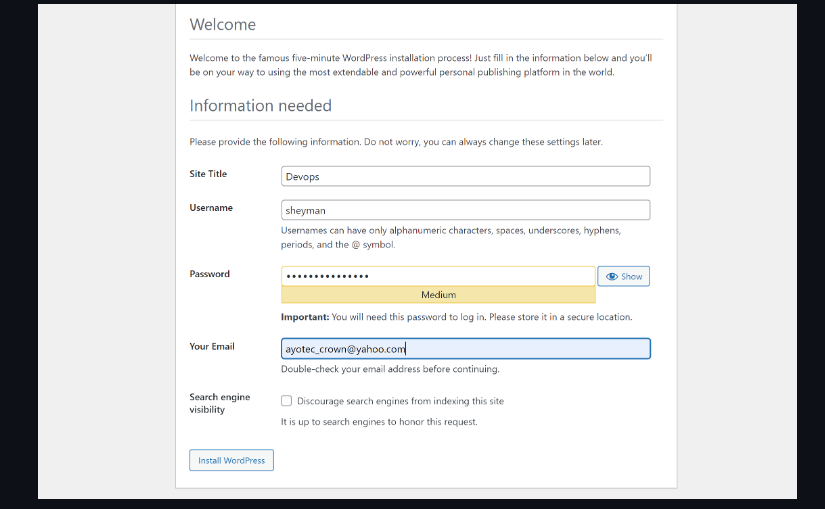 Welcome
Welcome to the famous five-minute WordPress installation process! Just fill in the information below and you'll
be on your way to using the most extendable and powerful personal publishing platform in the world.
Information needed
Please provide the following information. Do not worry, you can always change these settings later.
Site Title
Devops
Username
sheyman
Usernames can have only alphanumeric characters, spaces, underscores, hyphens,
periods, and the @ symbol.
Password
•••••••••••••••
Show
Medium
Important: You will need this password to log in. Please store it in a secure location.
Your Email
ayotec_crown@yahoo.com
Double-check your email address before continuing.
Search engine
visibility
Discourage search engines from indexing this site
It is up to search engines to honor this request.
Install WordPress